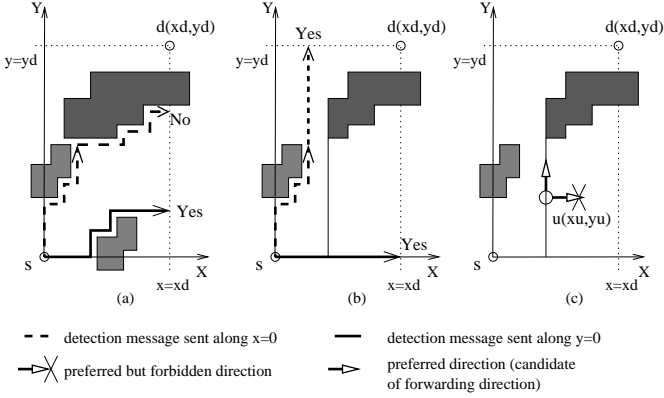 Y
d(xd,yd)
y=yd
No
Yes
s
X
x=xd
(a)
Y
d(xd,yd)
Yes
y=yd
Yes
s
X
x=xd
(b)
Y
d(xd,yd)
y=yd
u(xu,yu)
s
X
x=xd
(c)
detection message sent along x=0
detection message sent along y=0
preferred but forbidden direction
preferred direction (candidate
of forwarding direction)